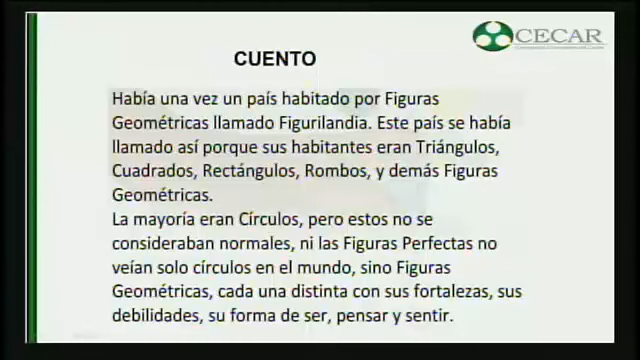 CECAR
CUENTO
Había una vez un país habitado por Figuras
Geométricas llamado Figurilandia. Este país se había
llamado así porque sus habitantes eran Triángulos,
Cuadrados, Rectángulos, Rombos, y demás Figuras
Geométricas.
La mayoría eran Círculos, pero estos no se
consideraban normales, ni las Figuras Perfectas no
veían solo círculos en el mundo, sino Figuras
Geométricas, cada una distinta con sus fortalezas, sus
debilidades, su forma de ser, pensar y sentir.